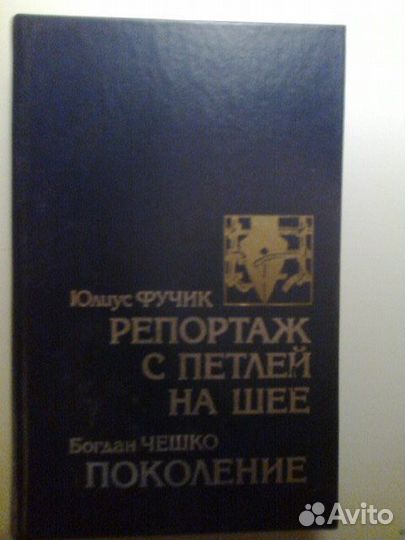 Юлиус ФУЧИК
РЕПОРТАЖ
С ПЕТЛЕЙ
НА ШЕЕ
Богдан ЧЕШКО
ПОКОЛЕНИЕ
Avito